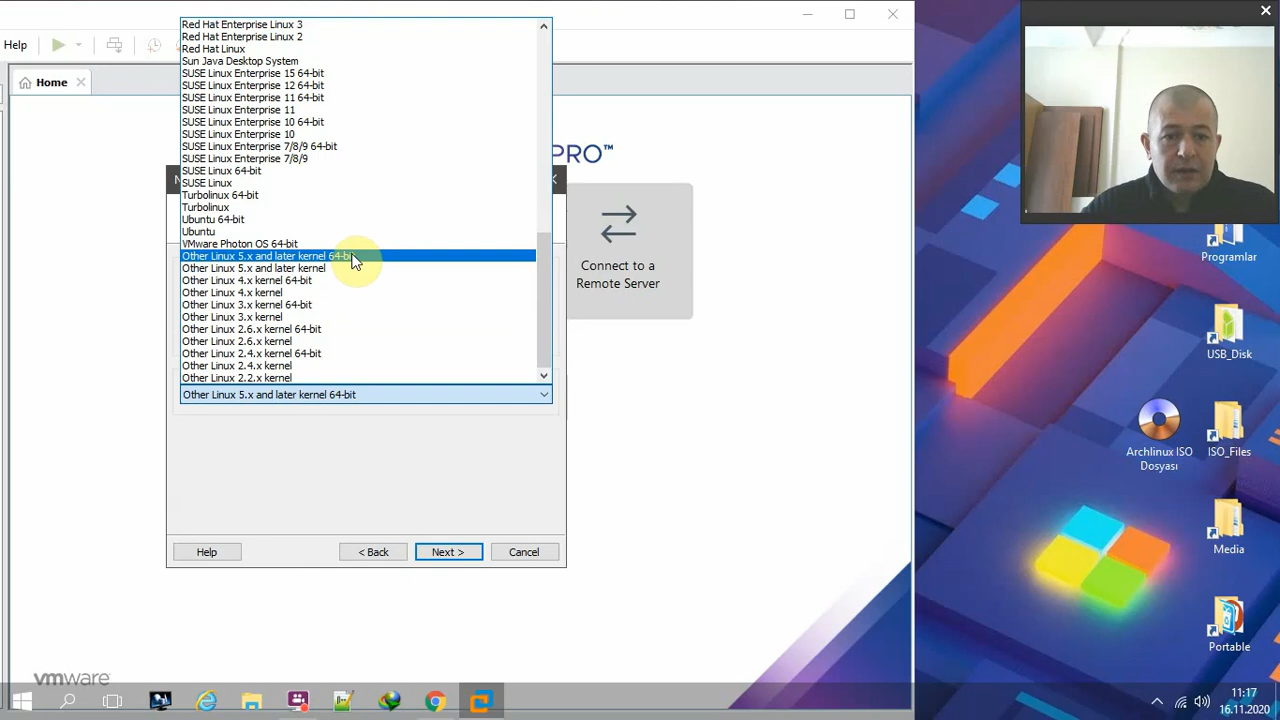 Red Hat Enterprise Linux 3
Red Hat Enterprise Linux 2
Red Hat Linux
Sun Java Desktop System
SUSE Linux Enterprise 15 64-bit
SUSE Linux Enterprise 12 64-bit
SUSE Linux Enterprise 11 64-bit
SUSE Linux Enterprise 11
SUSE Linux Enterprise 10 64-bit
SUSE Linux Enterprise 10
SUSE Linux Enterprise 7/8/9 64-bit
SUSE Linux Enterprise 7/8/9
SUSE Linux 64-bit
SUSE Linux
Turbolinux 64-bit
Turbolinux
Ubuntu 64-bit
Ubuntu
VMware Photon OS 64-bit
Other Linux 5.x and later kernel 64-bit
Other Linux 5.x and later kernel
Other Linux 4.x kernel 64-bit
Other Linux 4.x kernel
Other Linux 3.x kernel 64-bit
Other Linux 3.x kernel
Other Linux 2.6.x kernel 64-bit
Other Linux 2.6.x kernel
Other Linux 2.4.x kernel 64-bit
Other Linux 2.4.x kernel
Other Linux 2.2.x kernel
Other Linux 5.x and later kernel 64-bit
Help
Home
PRO™
Connect to a
Remote Server
Help
< Back
Next >
Cancel
vmware
Programlar
USB_Disk
Archlinux ISO
Dosyası
ISO_Files
Media
Portable
11:17
16.11.2020